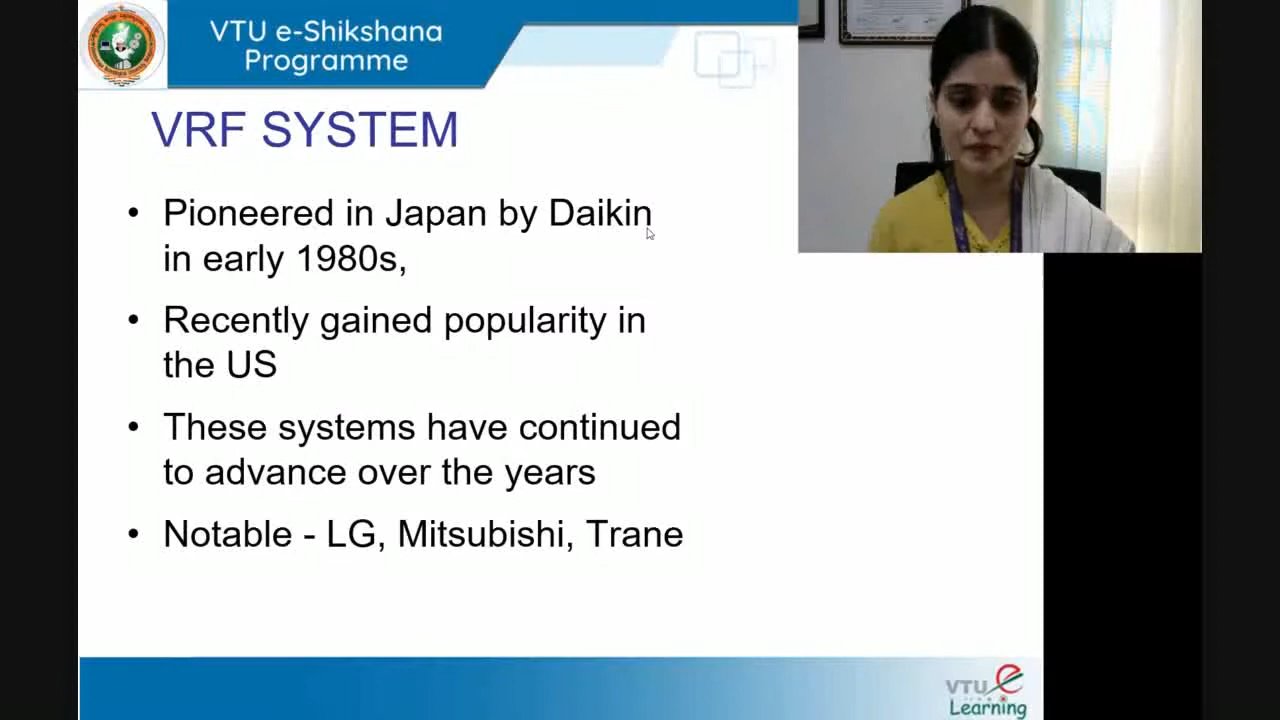 VTU e-Shikshana
Programme
VRF SYSTEM
• Pioneered in Japan by Daikin
in early 1980s,
• Recently gained popularity in
the US
• These systems have continued
to advance over the years
• Notable - LG, Mitsubishi, Trane
VTU e
Learning